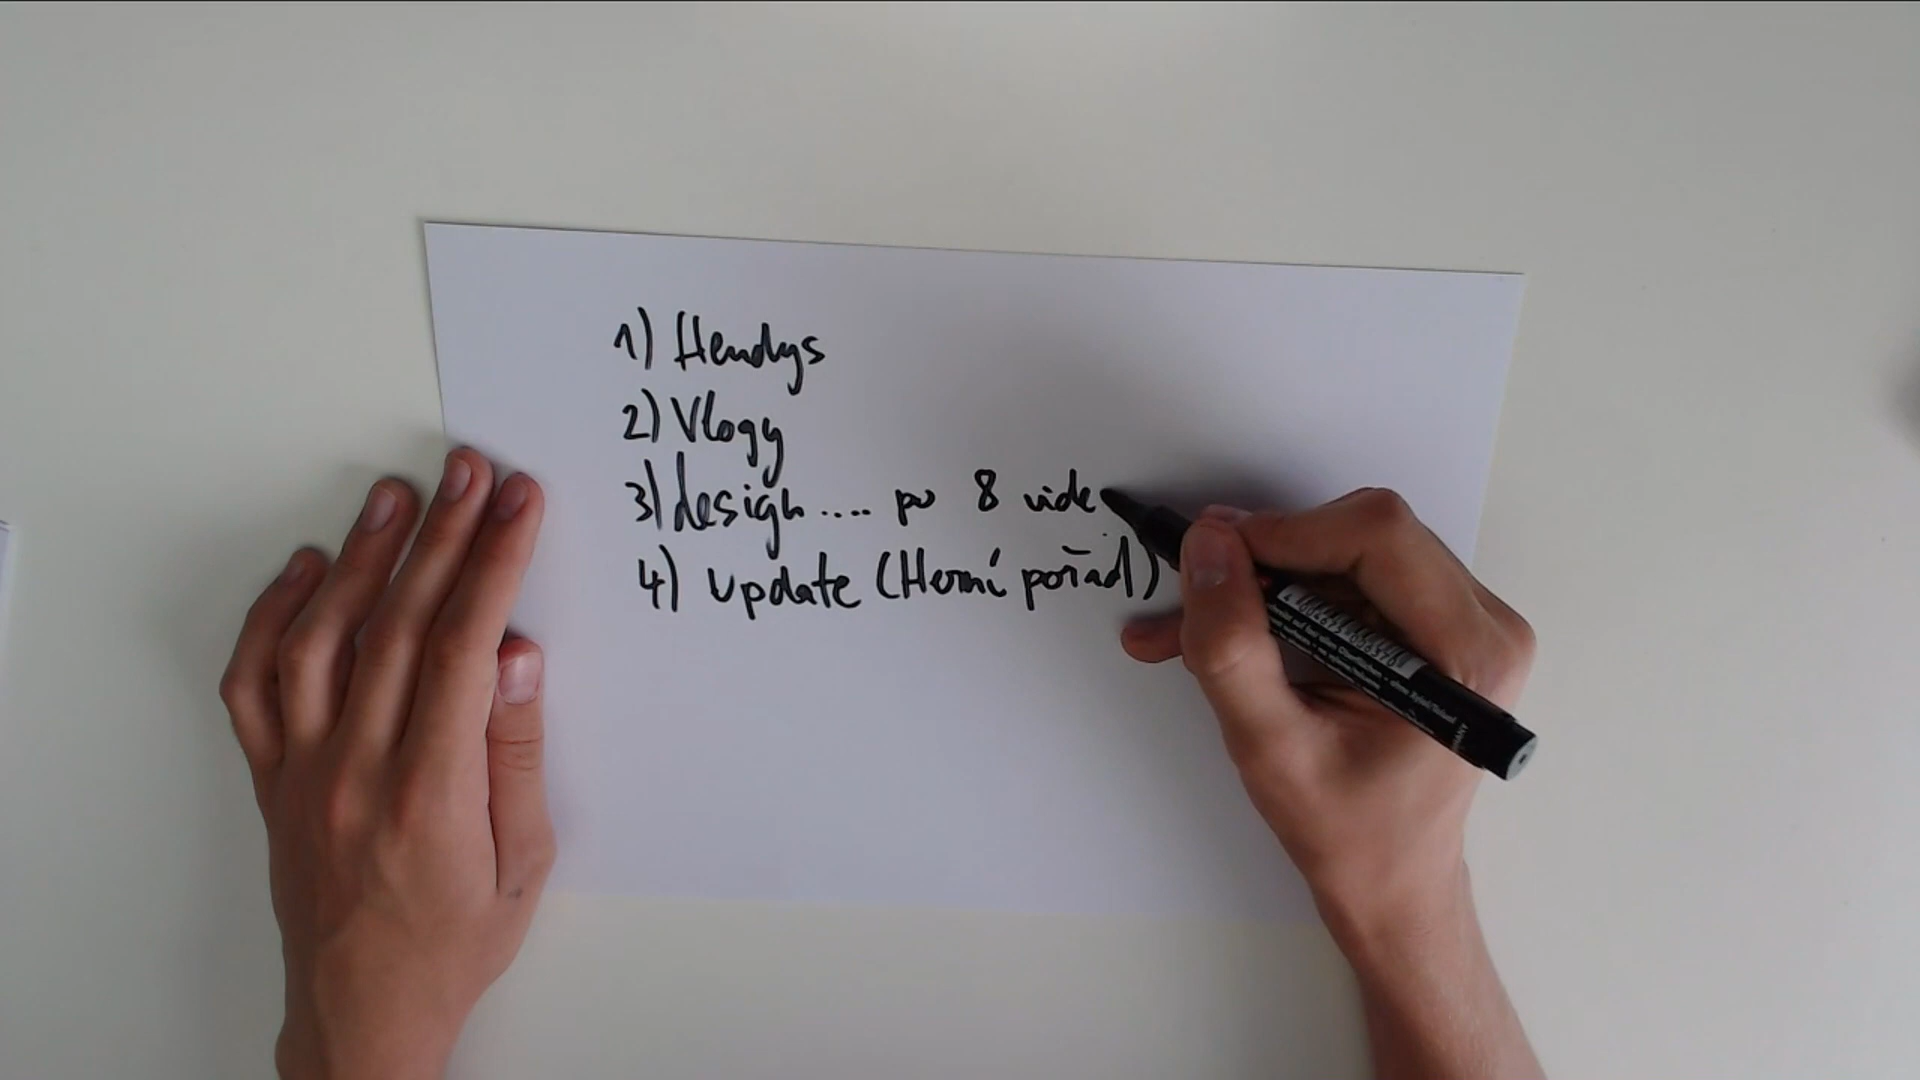 1) Hendys
2) Vlogy
3) design .... po 8 vide
4) update (Herní pořad)